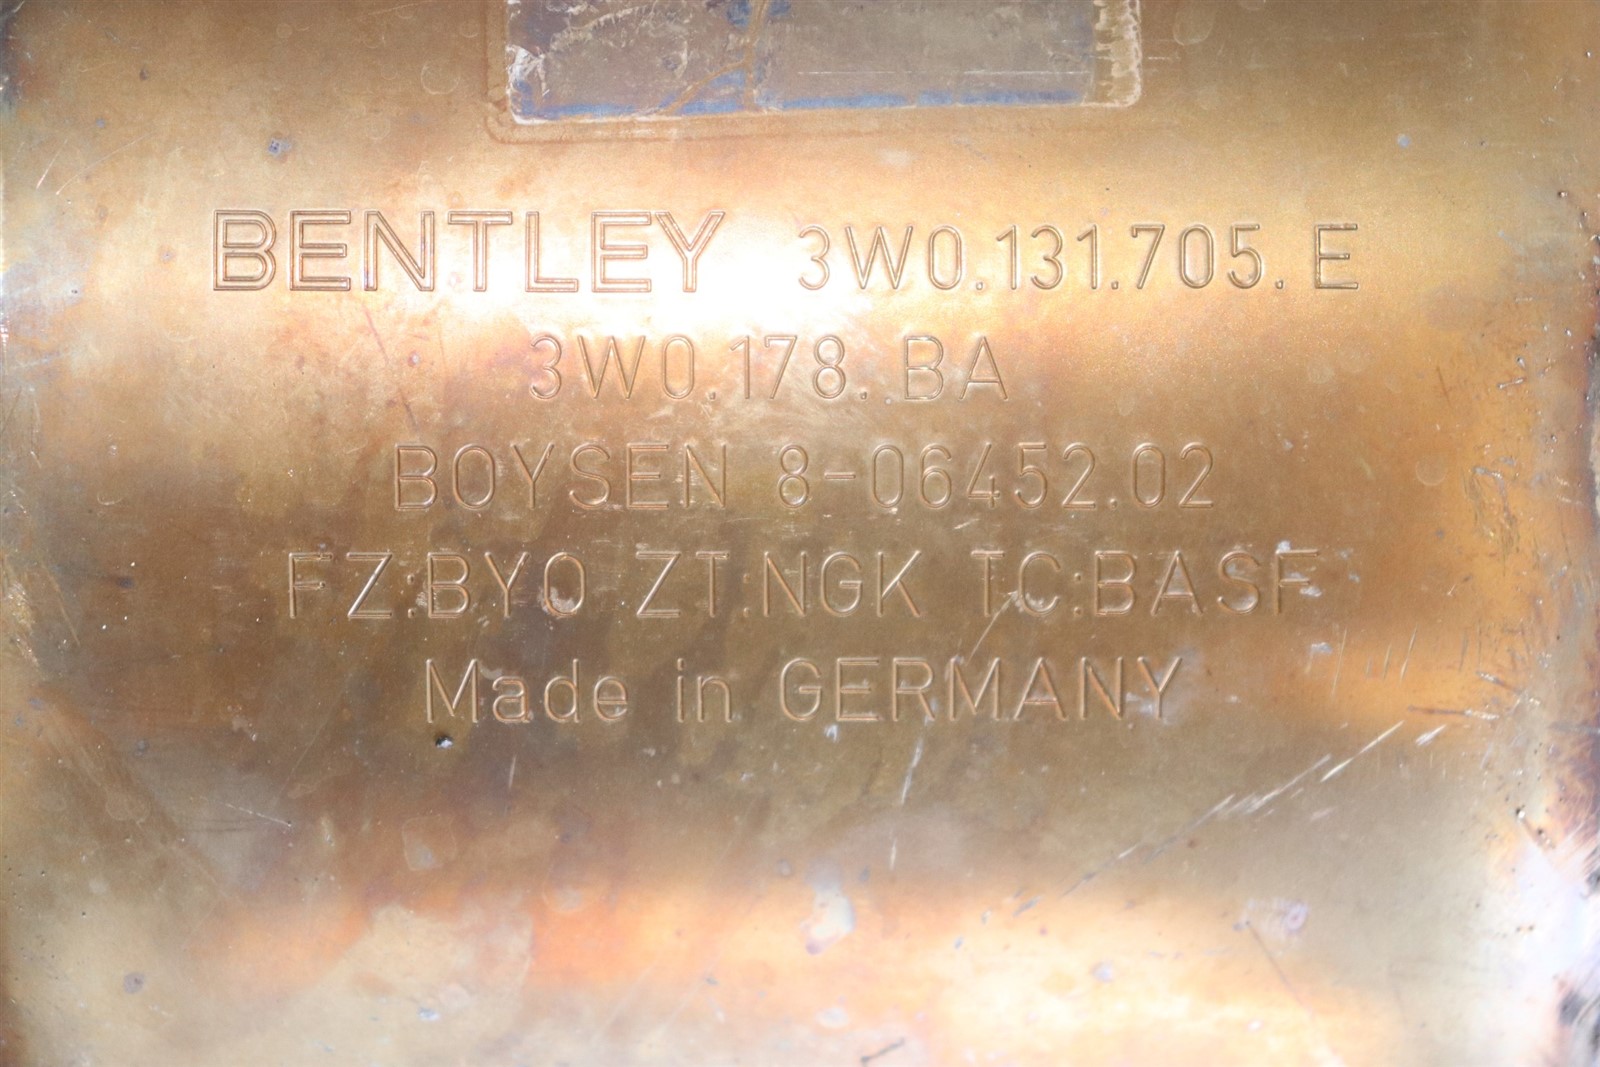 BENTLEY 3W0.131.705.E
3W0.178.BA
BOYSEN 8-06452.02
FZ:BYO ZT:NGK TC:BASF
Made in GERMANY